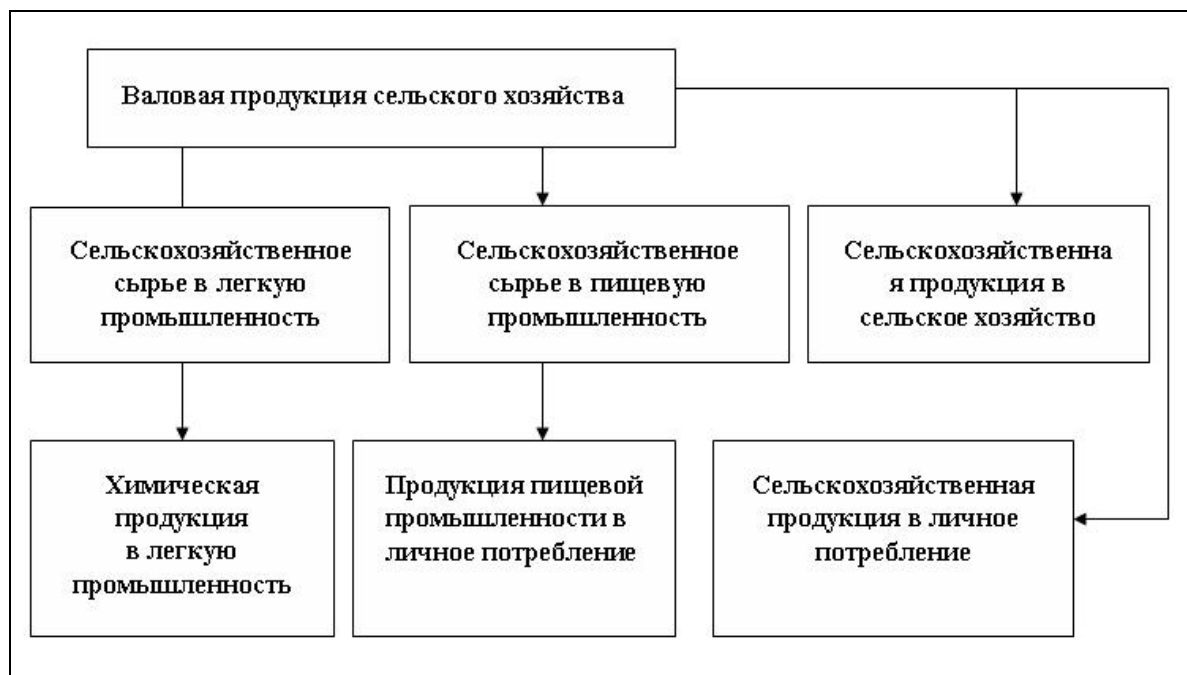 Валовая продукция сельского хозяйства
Сельскохозяйственное
сырье в легкую
промышленность
Сельскохозяйственное
сырье в пищевую
промышленность
Сельскохозяйственна
я продукция в
сельское хозяйство
Химическая
продукция
в легкую
промышленность
Продукция пищевой
промышленности в
личное потребление
Сельскохозяйственная
продукция в личное
потребление